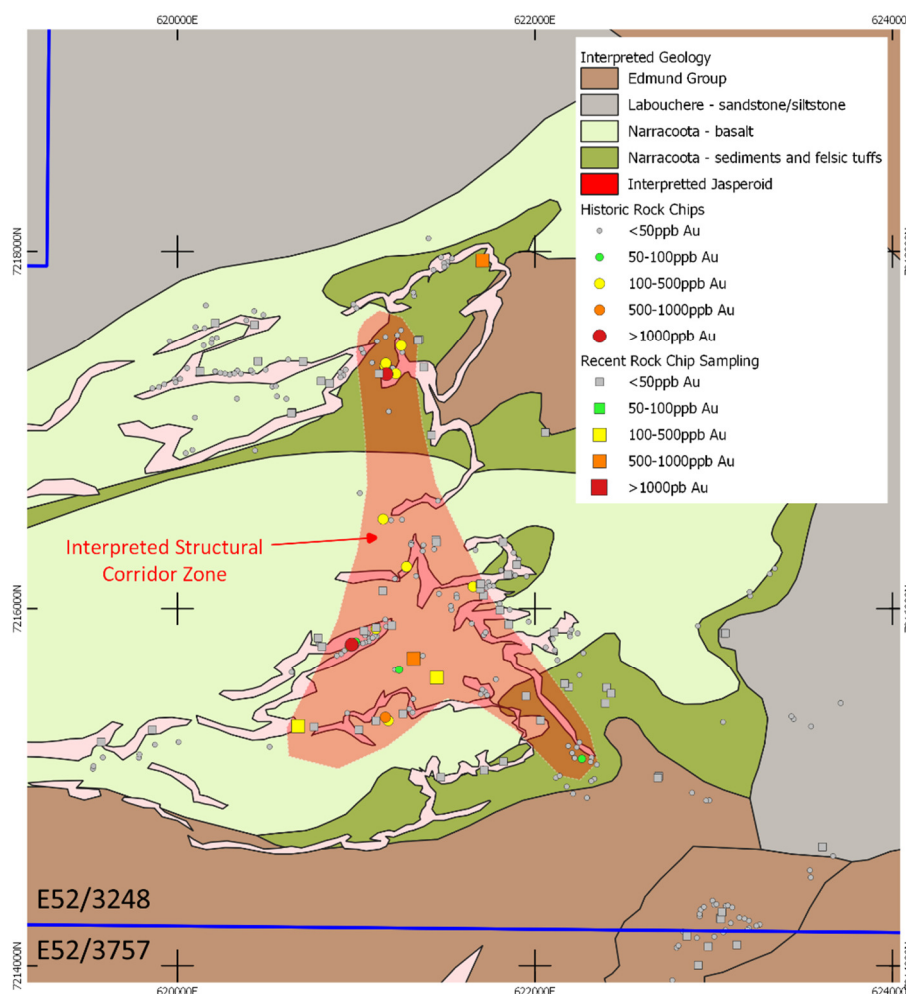 620000E
622000E
624000
Interpreted Geology
Edmund Group
Labouchere - sandstone/siltstone
Narracoota - basalt
Narracoota - sediments and felsic tuffs
Interpretted Jasperoid
Historic Rock Chips
<50ppb Au
50-100ppb Au
100-500ppb Au
500-1000ppb Au
>1000ppb Au
Recent Rock Chip Sampling
<50ppb Au
50-100ppb Au
100-500ppb Au
500-1000ppb Au
>1000pb Au
7218000N
Interpreted Structural
Corridor Zone
7216000N
E52/3248
E52/3757
7214000N
620000E
622000E
624000